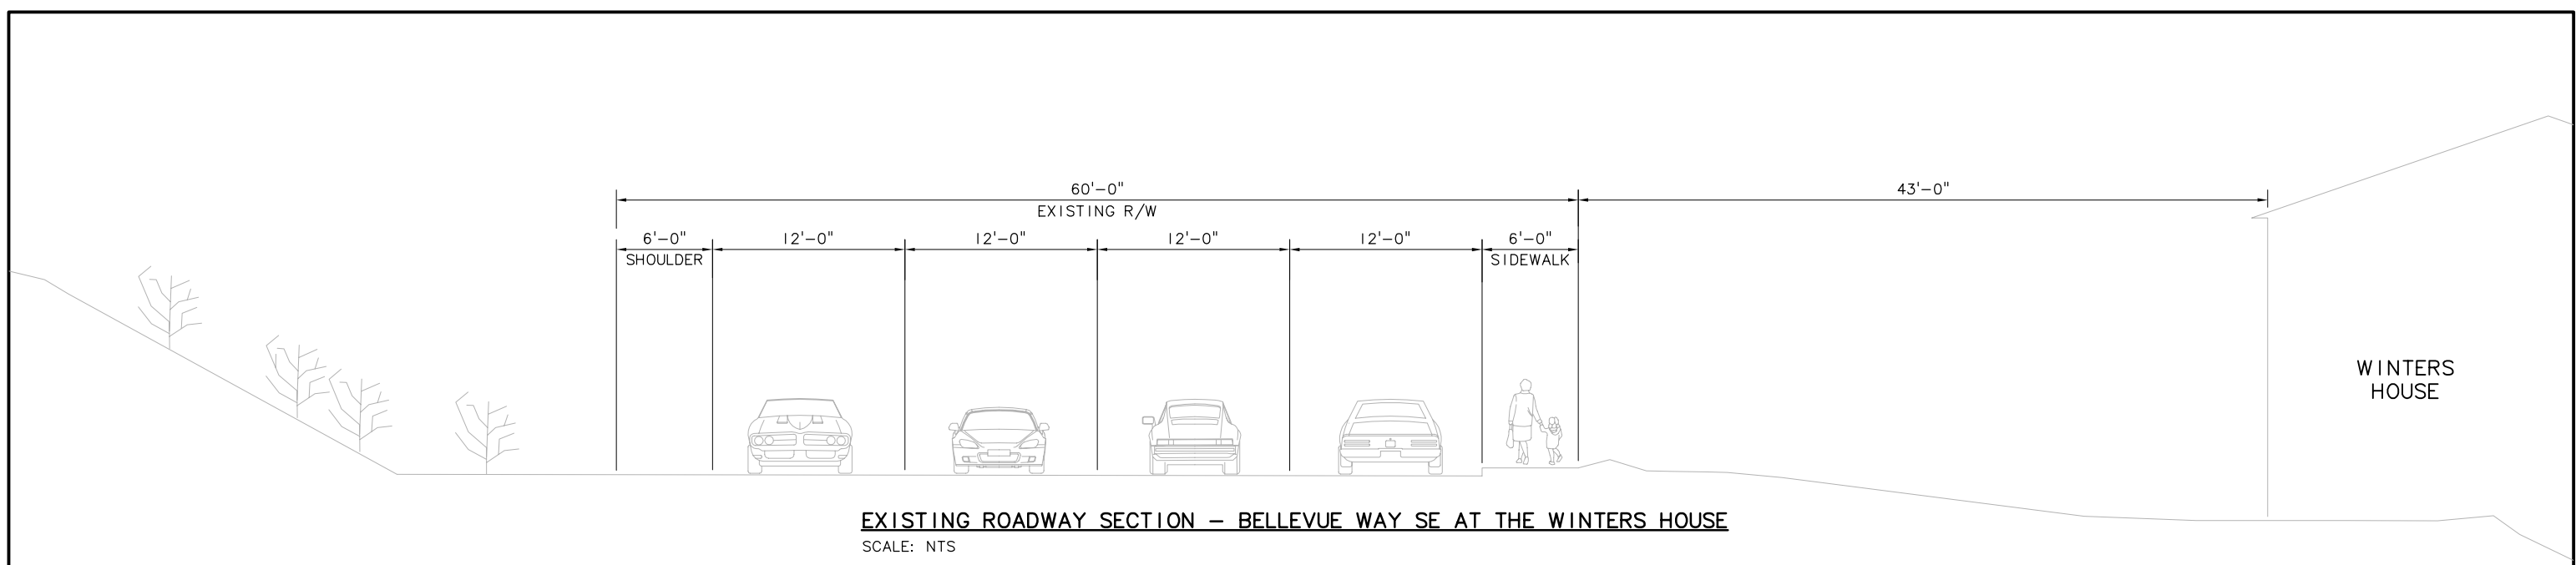 60'-0" 43'-0"
EXISTING R/W
6'-0" 12'-0" 12'-0" 12'-0" 12'-0" 6'-0"
SHOULDER SIDEWALK
WINTERS
HOUSE
EXISTING ROADWAY SECTION - BELLEVUE WAY SE AT THE WINTERS HOUSE
SCALE: NTS